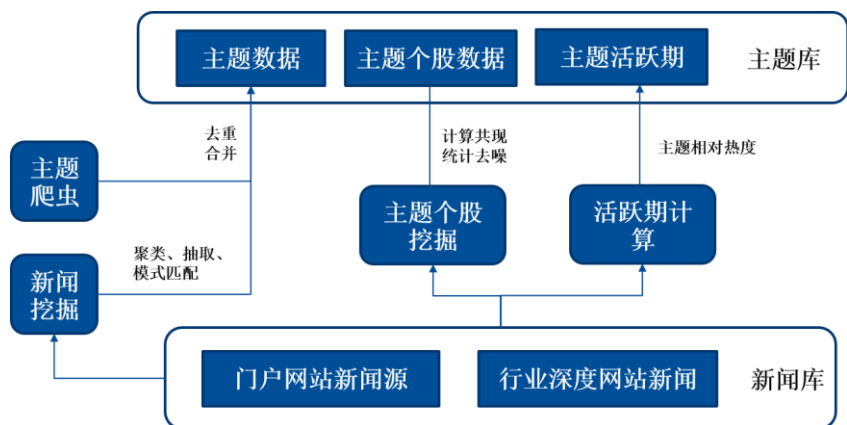 主题数据
主题个股数据
主题活跃期
主题库
去重
合并
计算共现
统计去噪
主题相对热度
主题
爬虫
主题个股
挖掘
活跃期计
算
聚类、抽取、
模式匹配
新闻
挖掘
门户网站新闻源
行业深度网站新闻
新闻库